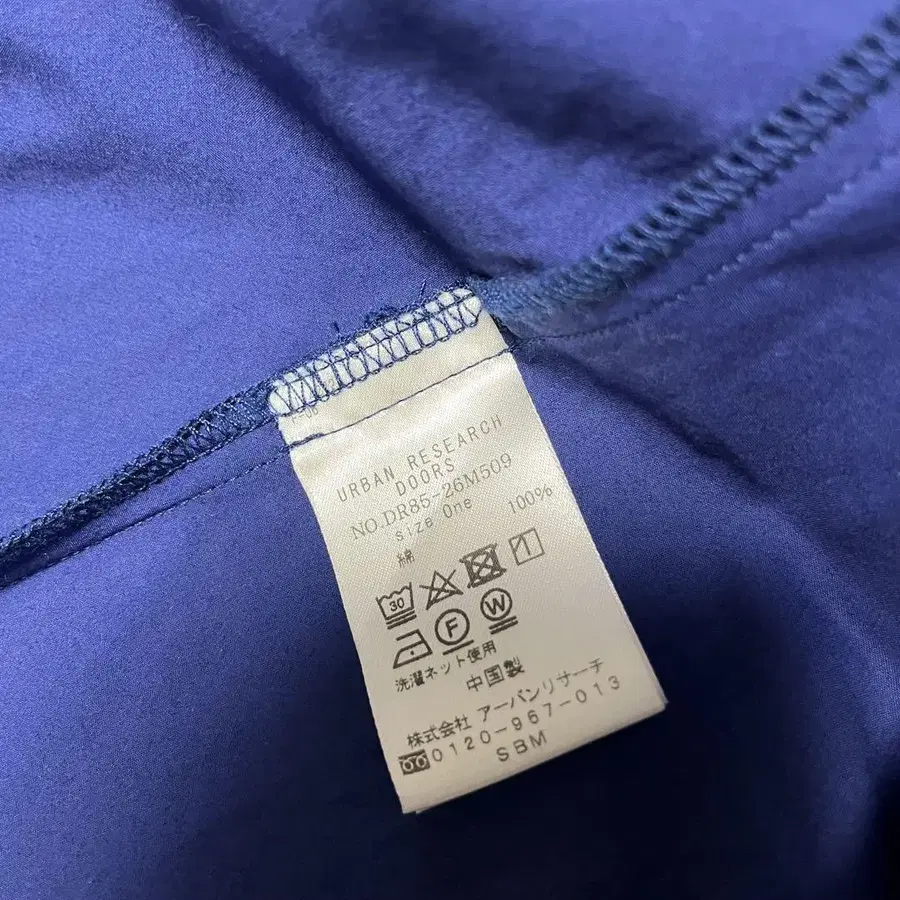 URBAN RESEARCH
DOORS
NO.DR85-26M509
size One
綿 100%
30
F W
洗濯ネット使用
中国製
株式会社 アーバンリサーチ
0120-967-013
SBM